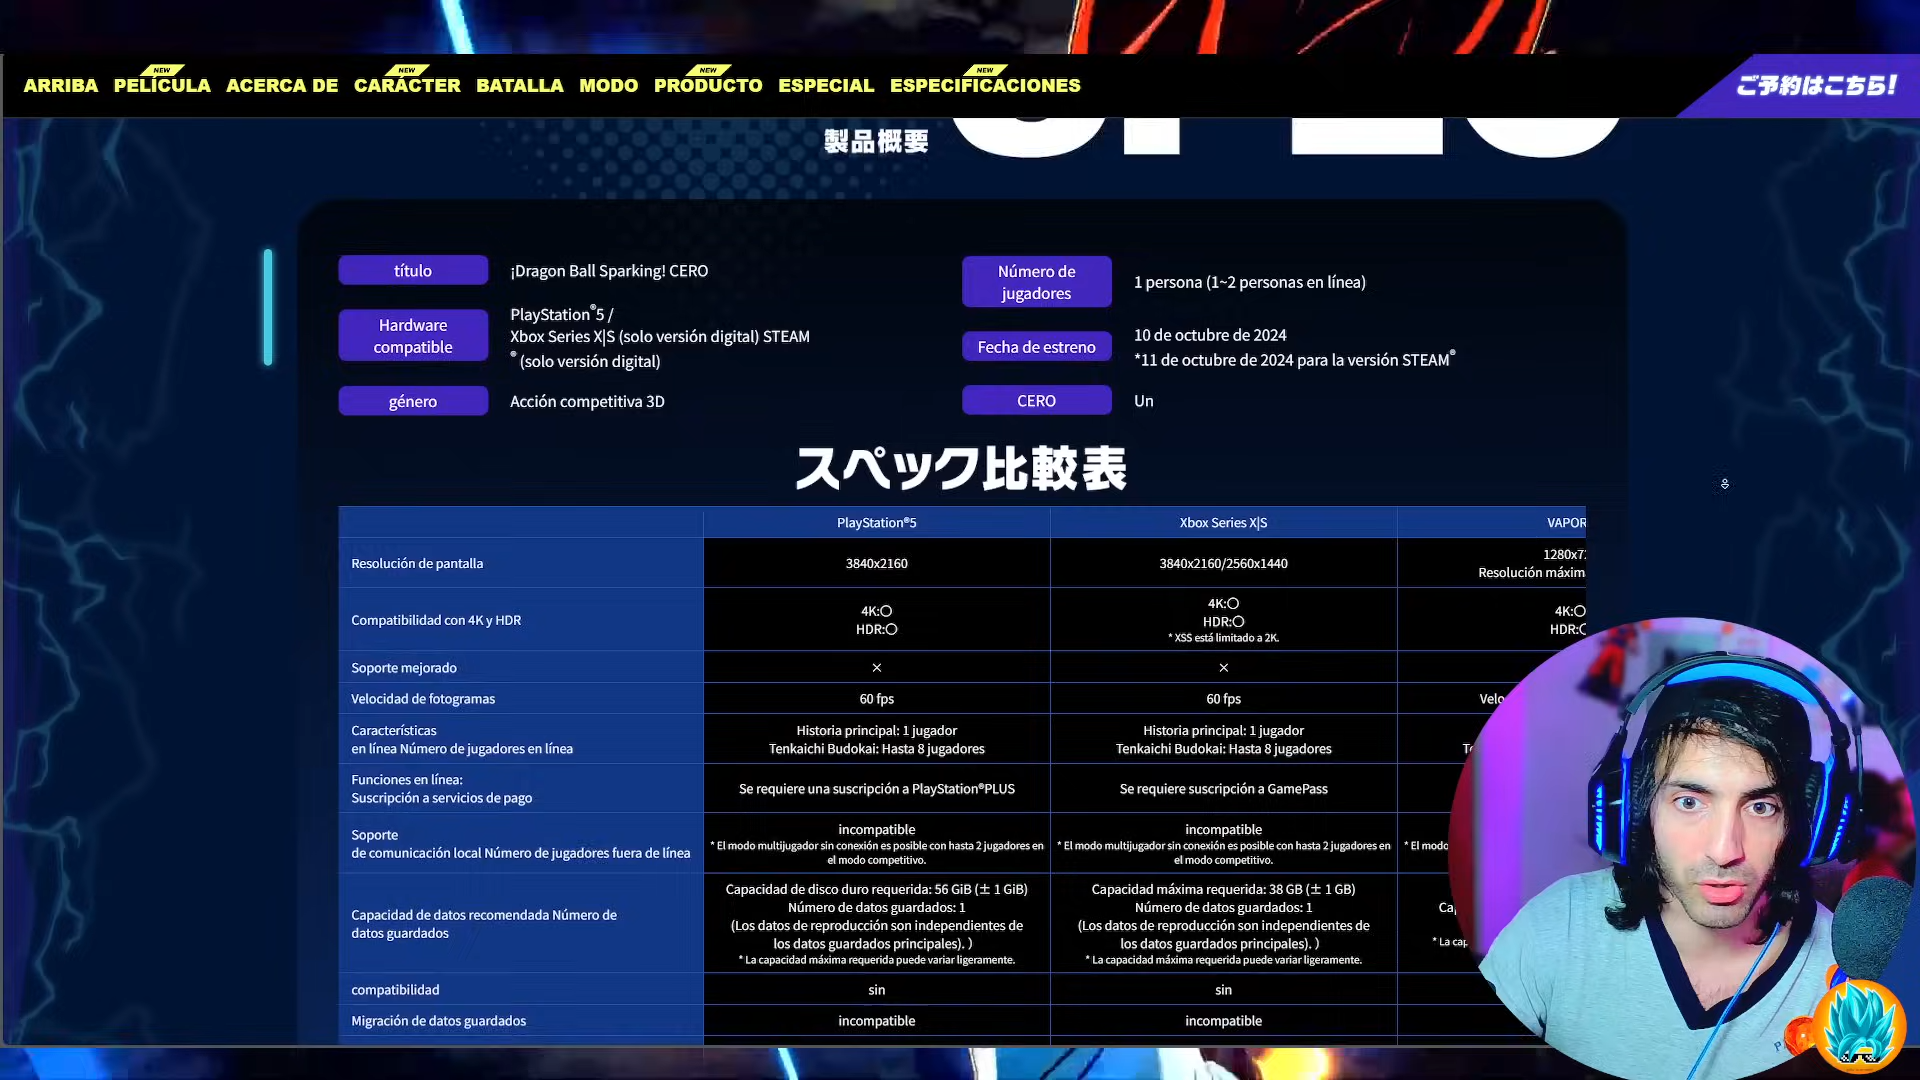 NEW NEW NEW NEW
ARRIBA PELÍCULA ACERCA DE CARÁCTER BATALLA MODO PRODUCTO ESPECIAL ESPECIFICACIONES
ご予約はこちら!
製品概要
título
¡Dragon Ball Sparking! CERO
Hardware
compatible
PlayStation®5 /
Xbox Series X|S (solo versión digital) STEAM
® (solo versión digital)
género
Acción competitiva 3D
Número de
jugadores
1 persona (1~2 personas en línea)
Fecha de estreno
10 de octubre de 2024
*11 de octubre de 2024 para la versión STEAM®
CERO
Un
スペック比較表
PlayStation®5
Xbox Series X|S
VAPOR
Resolución de pantalla
3840x2160
3840x2160/2560x1440
Resolución máxim
Compatibilidad con 4K y HDR
4K:〇
HDR:〇
4K:〇
HDR:〇
* XSS está limitado a 2K.
4K:〇
HDR:
Soporte mejorado
×
×
Velocidad de fotogramas
60 fps
60 fps
Velo
Características
en línea Número de jugadores en línea
Historia principal: 1 jugador
Tenkaichi Budokai: Hasta 8 jugadores
Historia principal: 1 jugador
Tenkaichi Budokai: Hasta 8 jugadores
Funciones en línea:
Suscripción a servicios de pago
Se requiere una suscripción a PlayStation®PLUS
Se requiere suscripción a GamePass
Soporte
de comunicación local Número de jugadores fuera de línea
incompatible
* El modo multijugador sin conexión es posible con hasta 2 jugadores en
el modo competitivo.
incompatible
* El modo multijugador sin conexión es posible con hasta 2 jugadores en
el modo competitivo.
* El modo
Capacidad de datos recomendada Número de
datos guardados
Capacidad de disco duro requerida: 56 GiB (± 1 GiB)
Número de datos guardados: 1
(Los datos de reproducción son independientes de
los datos guardados principales). )
* La capacidad máxima requerida puede variar ligeramente.
Capacidad máxima requerida: 38 GB (± 1 GB)
Número de datos guardados: 1
(Los datos de reproducción son independientes de
los datos guardados principales). )
* La capacidad máxima requerida puede variar ligeramente.
* La cap
compatibilidad
sin
sin
Migración de datos guardados
incompatible
incompatible